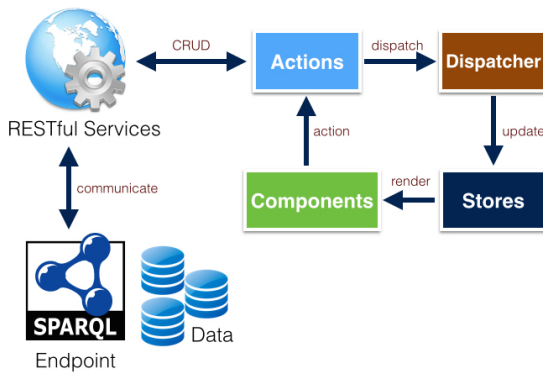 CRUD
Actions
dispatch
Dispatcher
RESTful Services
action
update
communicate
Components
render
Stores
SPARQL
Data
Endpoint